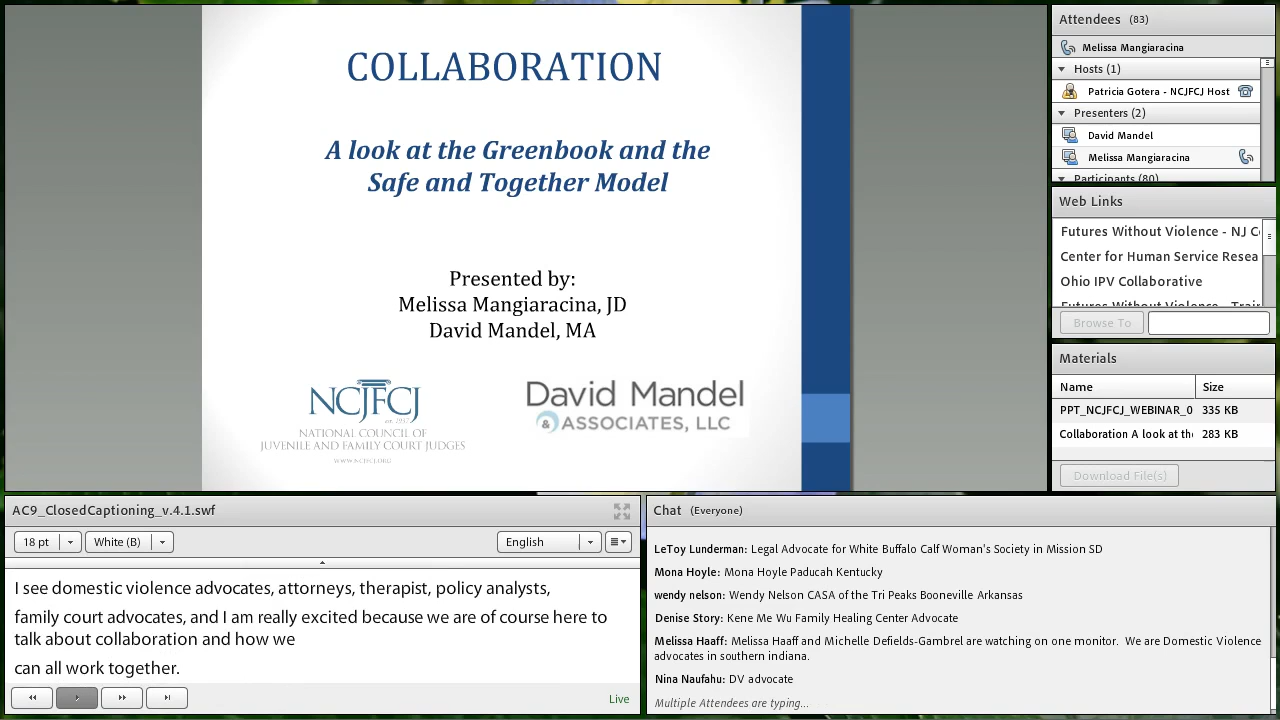 COLLABORATION
A look at the Greenbook and the
Safe and Together Model
Presented by:
Melissa Mangiaracina, JD
David Mandel, MA
NCJFCJ
est. 1937
NATIONAL COUNCIL OF
JUVENILE AND FAMILY COURT JUDGES
WWW.NCJFCJ.ORG
David Mandel
& ASSOCIATES, LLC
Attendees (83)
Melissa Mangiaracina
Hosts (1)
Patricia Gotera - NCJFCJ Host
Presenters (2)
David Mandel
Melissa Mangiaracina
Participants (80)
Web Links
Futures Without Violence - NJ C
Center for Human Service Resea
Ohio IPV Collaborative
Futures Without Violence - Trai
Browse To
Materials
Name Size
PPT_NCJFCJ_WEBINAR_0 335 KB
Collaboration A look at the 283 KB
Download File(s)
AC9_ClosedCaptioning_v.4.1.swf
18 pt White (B) English
I see domestic violence advocates, attorneys, therapist, policy analysts,
family court advocates, and I am really excited because we are of course here to
talk about collaboration and how we
can all work together.
Live
Chat (Everyone)
LeToy Lunderman: Legal Advocate for White Buffalo Calf Woman's Society in Mission SD
Mona Hoyle: Mona Hoyle Paducah Kentucky
wendy nelson: Wendy Nelson CASA of the Tri Peaks Booneville Arkansas
Denise Story: Kene Me Wu Family Healing Center Advocate
Melissa Haaff: Melissa Haaff and Michelle Defields-Gambrel are watching on one monitor. We are Domestic Violence
advocates in southern indiana.
Nina Naufahu: DV advocate
Multiple Attendees are typing...